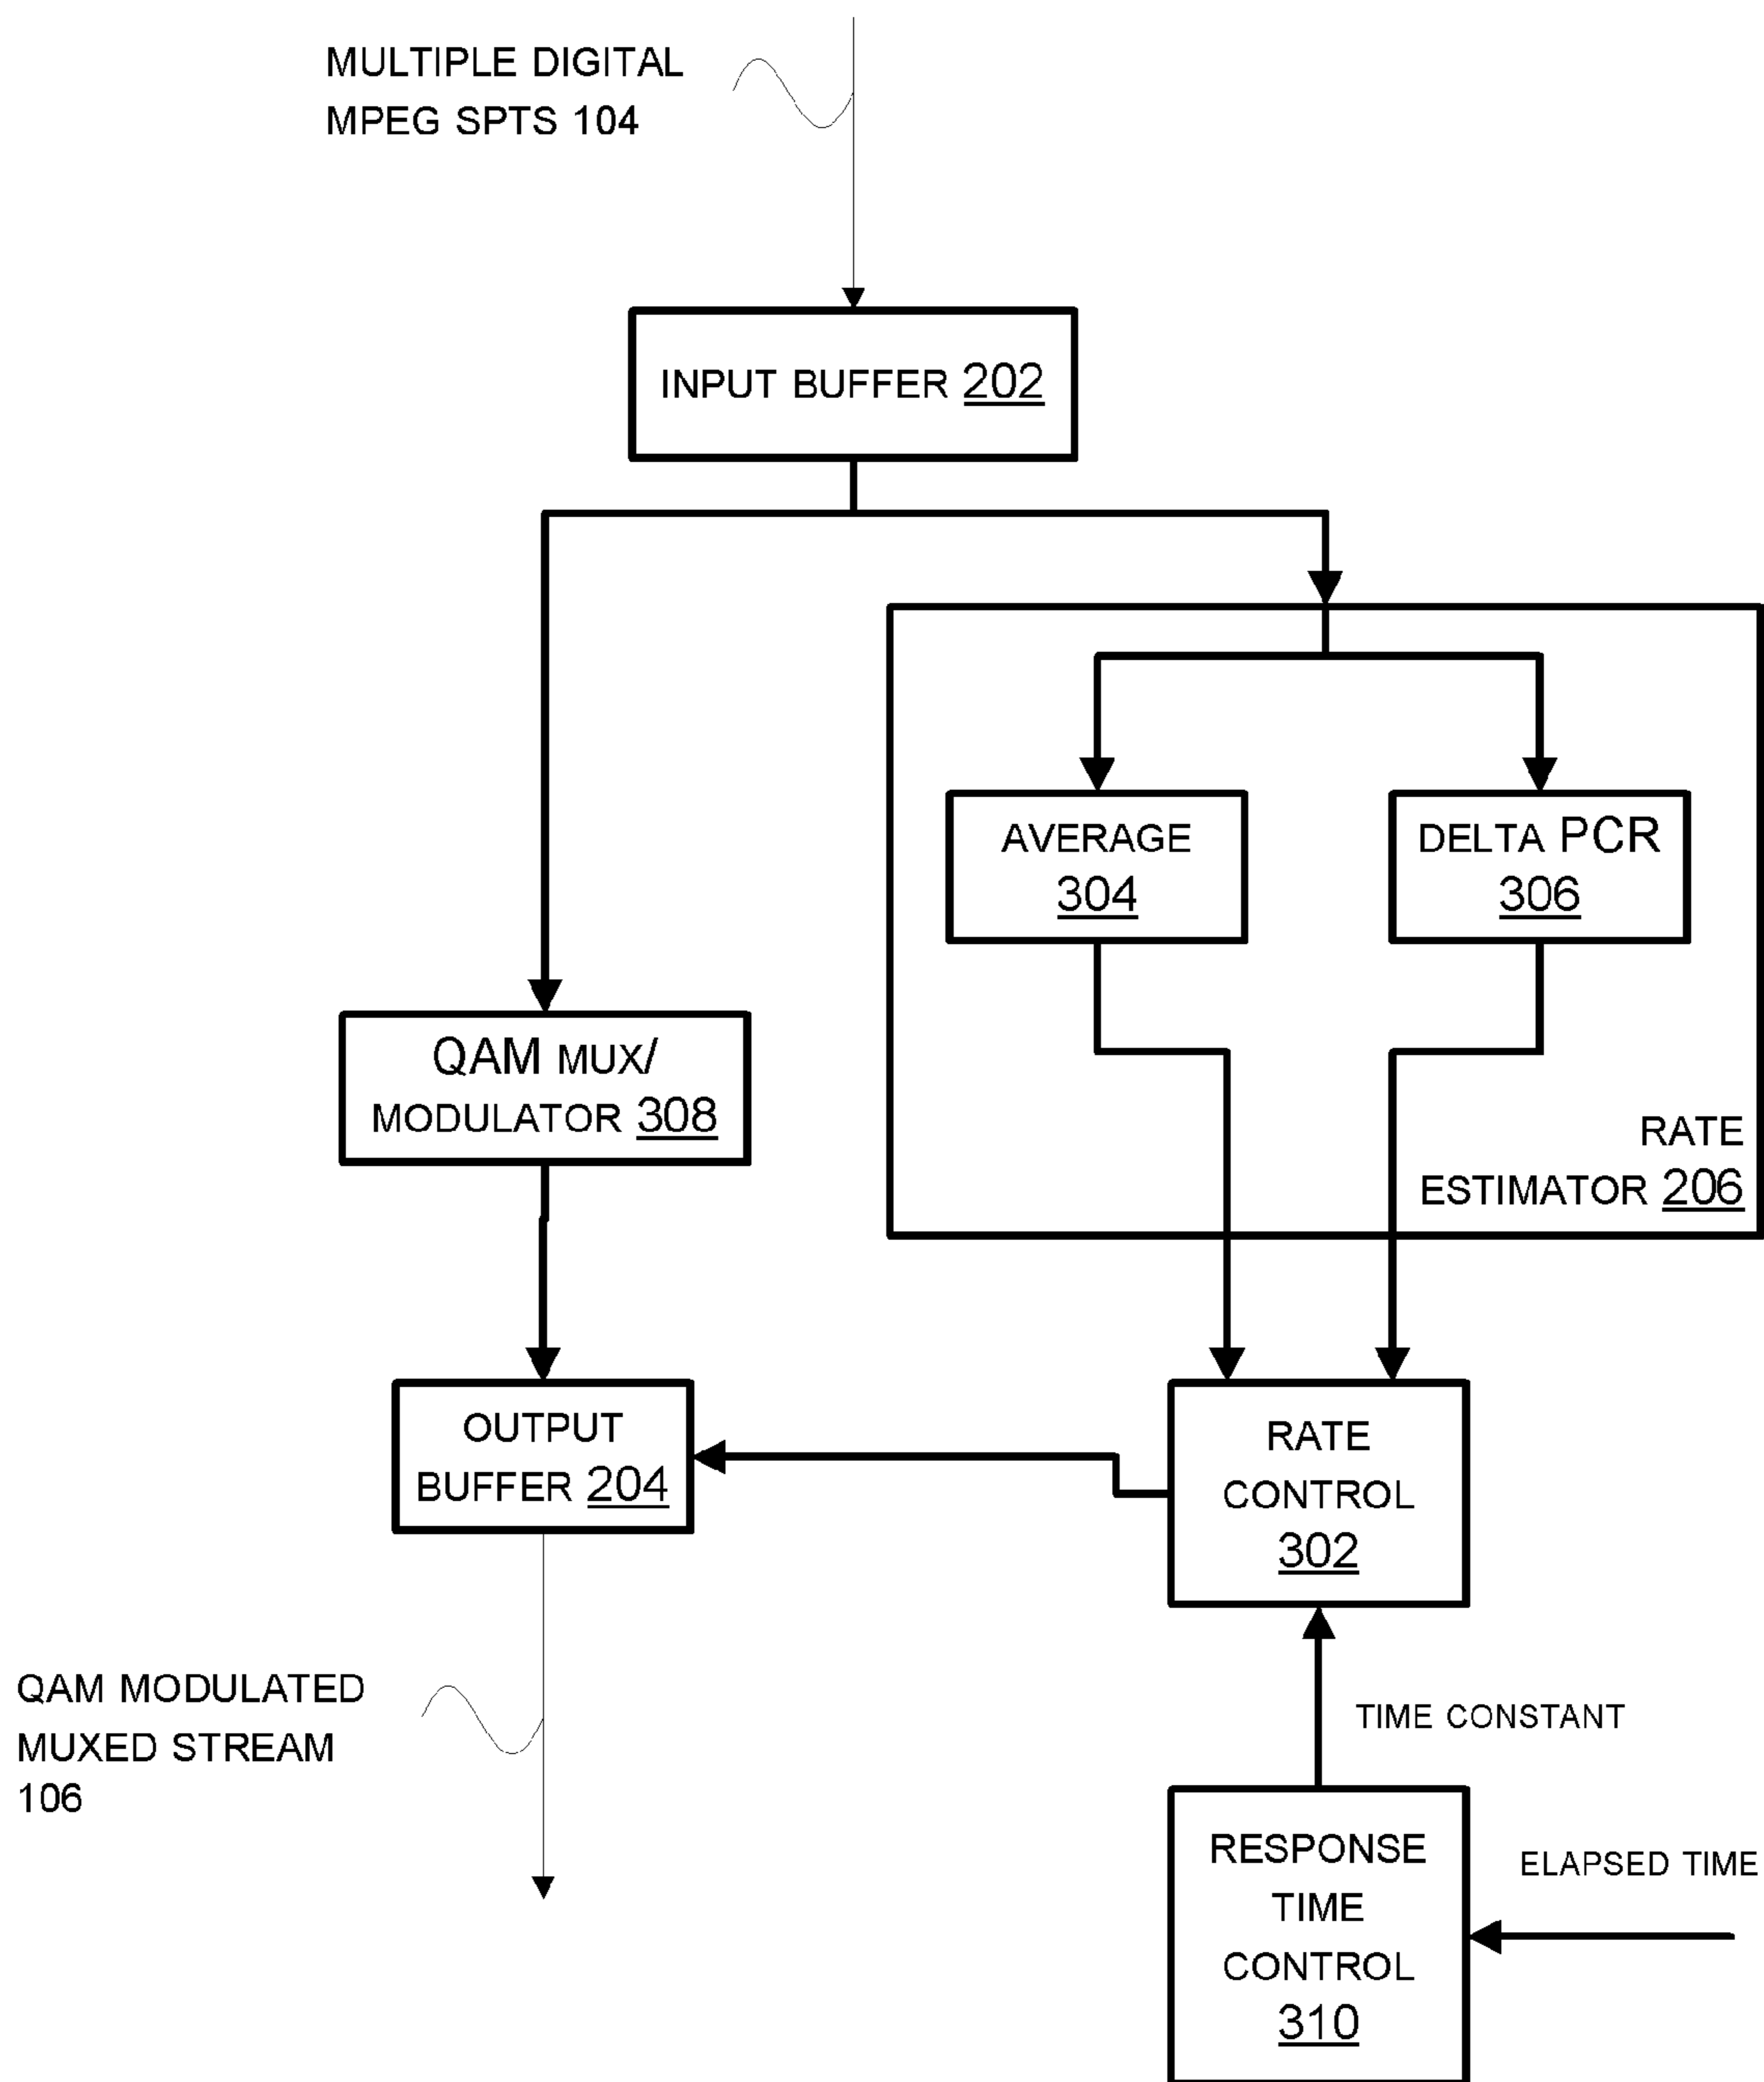 MULTIPLE DIGITAL
MPEG SPTS 104
INPUT BUFFER 202
AVERAGE
304
DELTA PCR
306
QAM MUX/
MODULATOR 308
RATE
ESTIMATOR 206
OUTPUT
BUFFER 204
RATE
CONTROL
302
QAM MODULATED
MUXED STREAM
106
TIME CONSTANT
RESPONSE
TIME
CONTROL
310
ELAPSED TIME